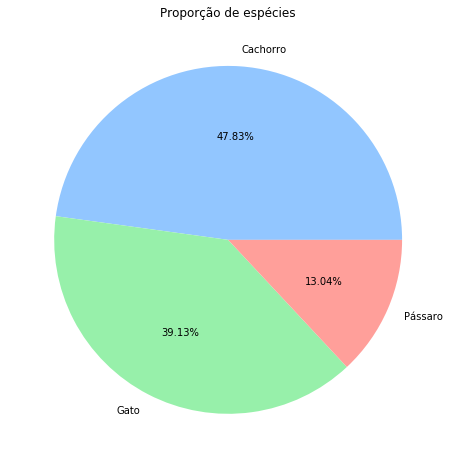 Proporção de espécies
Cachorro
47.83%
13.04%
Pássaro
39.13%
Gato